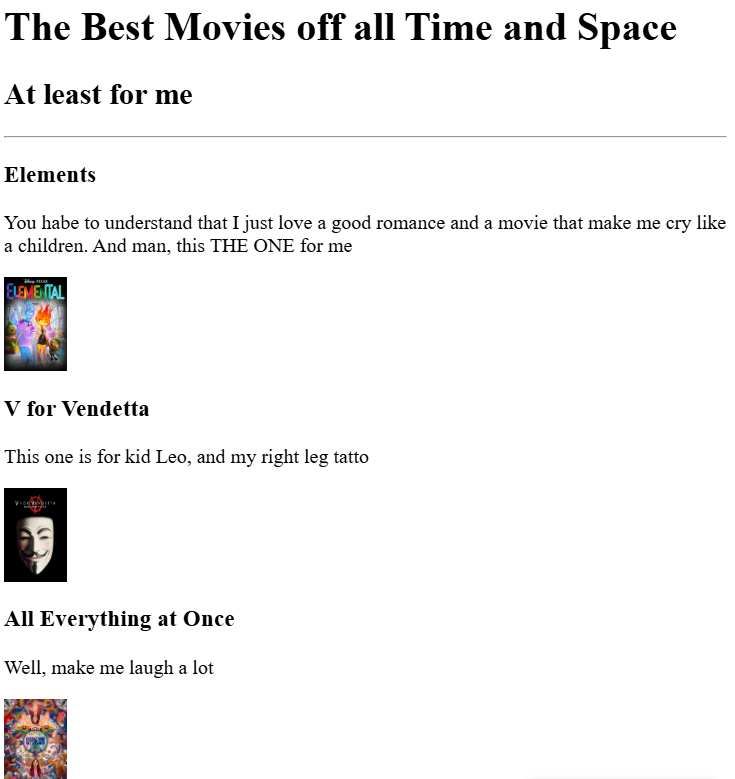 The Best Movies off all Time and Space
At least for me
Elements
You habe to understand that I just love a good romance and a movie that make me cry like
a children. And man, this THE ONE for me
Disney PIXAR
ELEMENTAL
V for Vendetta
This one is for kid Leo, and my right leg tatto
V FOR VENDETTA
All Everything at Once
Well, make me laugh a lot